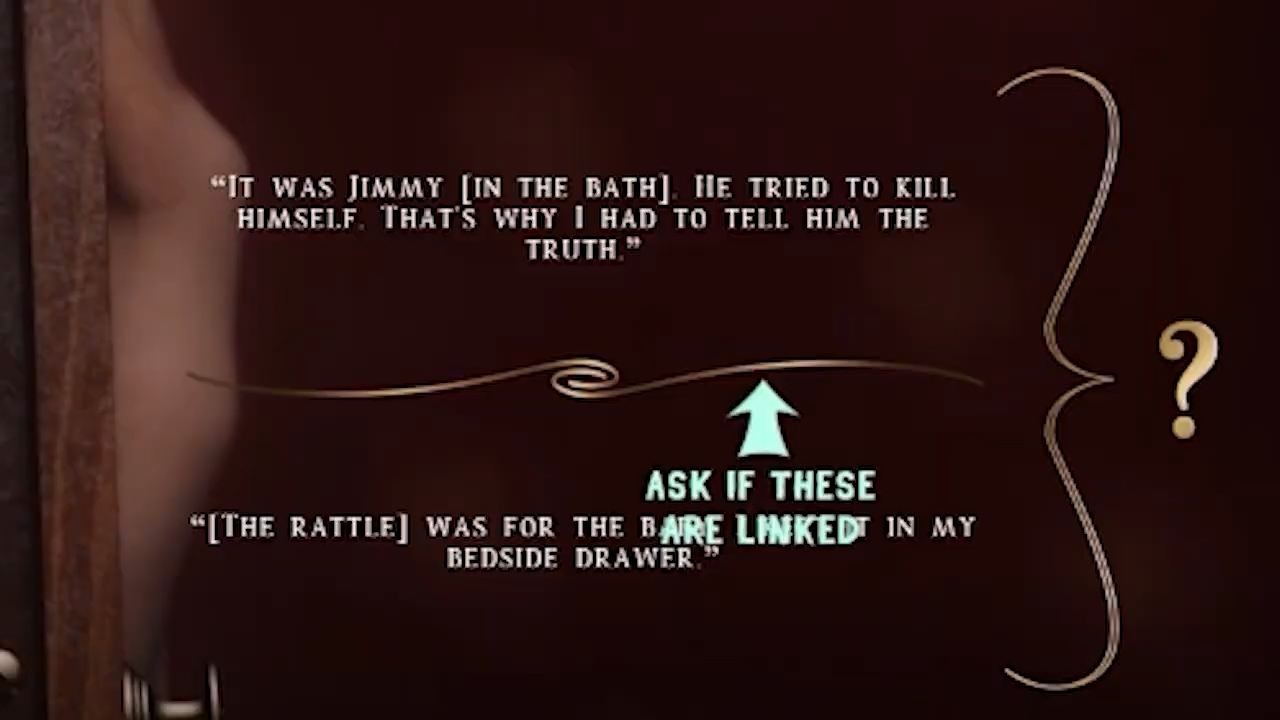 “It was Jimmy [in the bath]. He tried to kill
himself. That's why I had to tell him the
truth.”
?
ASK IF THESE
ARE LINKED
“[The rattle] was for the it in my
bedside drawer.”